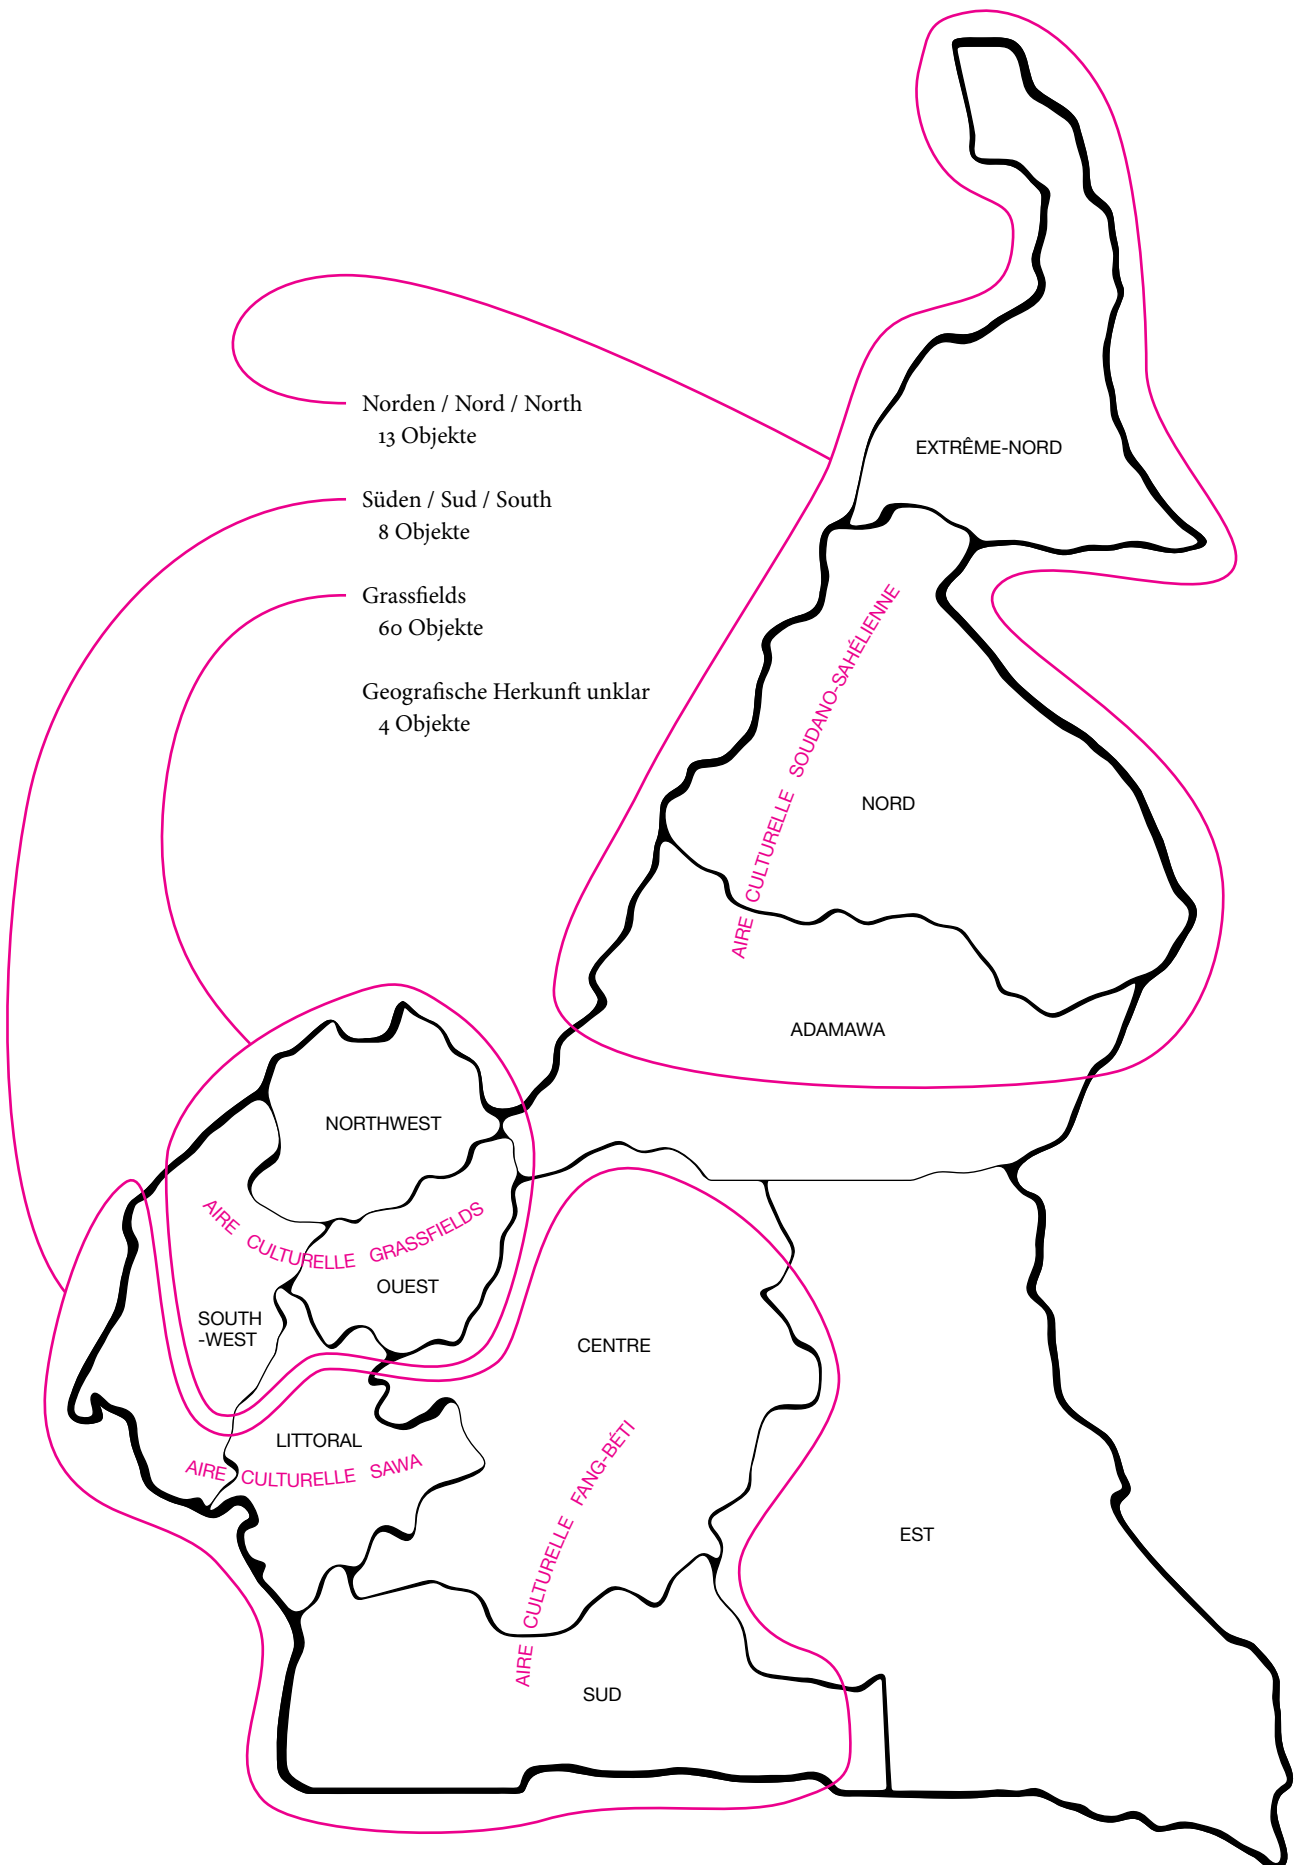 Norden / Nord / North
13 Objekte
Süden / Sud / South
8 Objekte
Grassfields
60 Objekte
Geografische Herkunft unklar
4 Objekte
EXTRÊME-NORD
AIRE CULTURELLE SOUDANO-SAHÉLIENNE
NORD
ADAMAWA
NORTHWEST
AIRE CULTURELLE GRASSFIELDS
OUEST
SOUTH
-WEST
CENTRE
LITTORAL
AIRE CULTURELLE SAWA
AIRE CULTURELLE FANG-BÉTI
EST
SUD